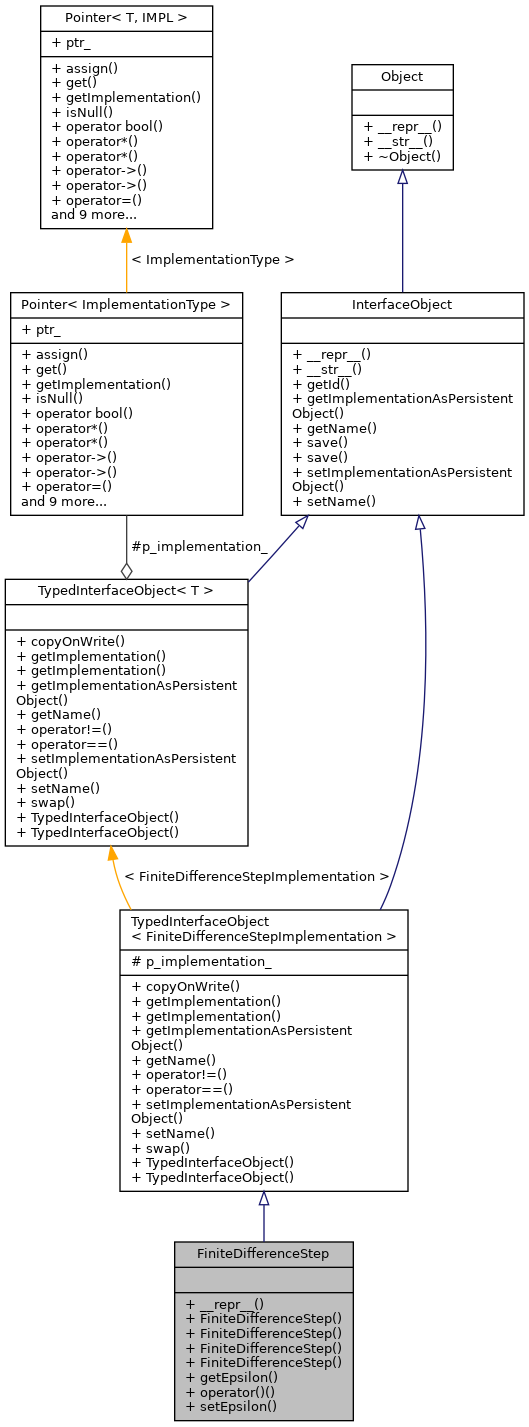 Pointer< T, IMPL >
+ ptr_
+ assign()
+ get()
+ getImplementation()
+ isNull()
+ operator bool()
+ operator*()
+ operator*()
+ operator->()
+ operator->()
+ operator=()
and 9 more...
Object
+ __repr__()
+ __str__()
+ ~Object()
< ImplementationType >
Pointer< ImplementationType >
+ ptr_
+ assign()
+ get()
+ getImplementation()
+ isNull()
+ operator bool()
+ operator*()
+ operator*()
+ operator->()
+ operator->()
+ operator=()
and 9 more...
InterfaceObject
+ __repr__()
+ __str__()
+ getId()
+ getImplementationAsPersistent
Object()
+ getName()
+ save()
+ save()
+ setImplementationAsPersistent
Object()
+ setName()
#p_implementation_
TypedInterfaceObject< T >
+ copyOnWrite()
+ getImplementation()
+ getImplementation()
+ getImplementationAsPersistent
Object()
+ getName()
+ operator!=()
+ operator==()
+ setImplementationAsPersistent
Object()
+ setName()
+ swap()
+ TypedInterfaceObject()
+ TypedInterfaceObject()
< FiniteDifferenceStepImplementation >
TypedInterfaceObject
< FiniteDifferenceStepImplementation >
# p_implementation_
+ copyOnWrite()
+ getImplementation()
+ getImplementation()
+ getImplementationAsPersistent
Object()
+ getName()
+ operator!=()
+ operator==()
+ setImplementationAsPersistent
Object()
+ setName()
+ swap()
+ TypedInterfaceObject()
+ TypedInterfaceObject()
FiniteDifferenceStep
+ __repr__()
+ FiniteDifferenceStep()
+ FiniteDifferenceStep()
+ FiniteDifferenceStep()
+ FiniteDifferenceStep()
+ getEpsilon()
+ operator()()
+ setEpsilon()